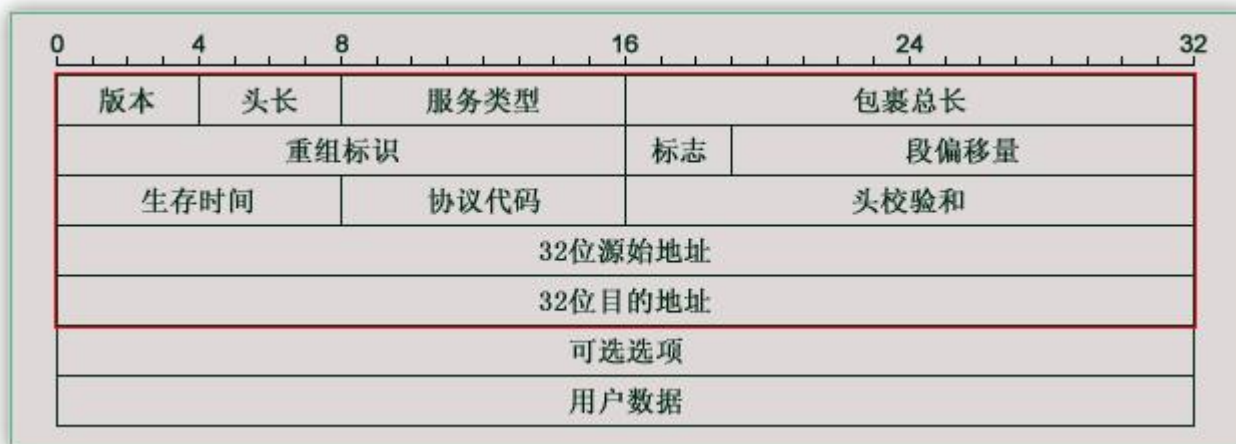 0 4 8 16 24 32
版本 头长 服务类型 包裹总长
重组标识 标志 段偏移量
生存时间 协议代码 头校验和
32位源始地址
32位目的地址
可选选项
用户数据